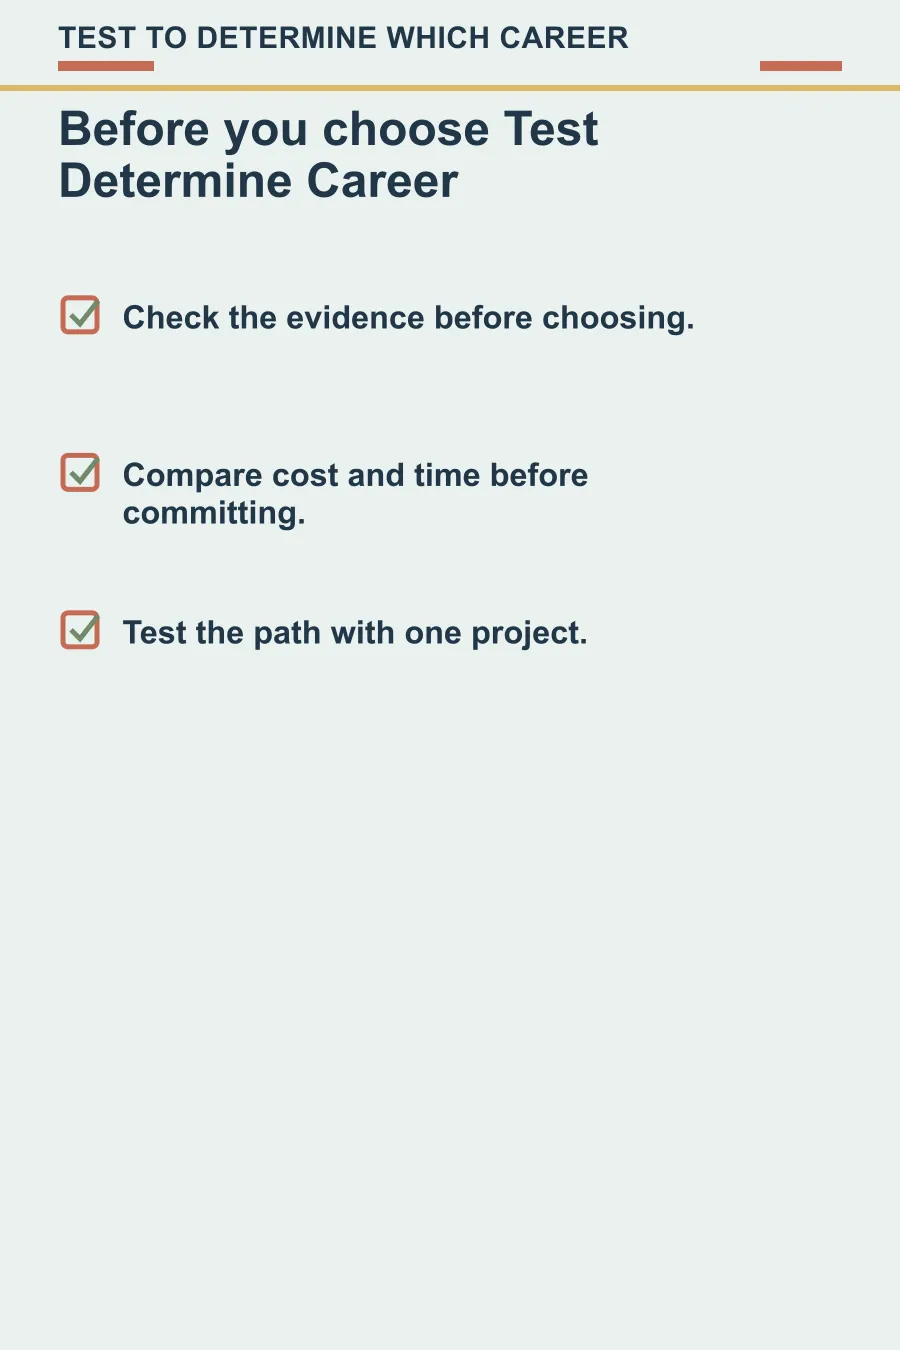 TEST TO DETERMINE WHICH CAREER
Before you choose Test
Determine Career
Check the evidence before choosing.
Compare cost and time before
committing.
Test the path with one project.